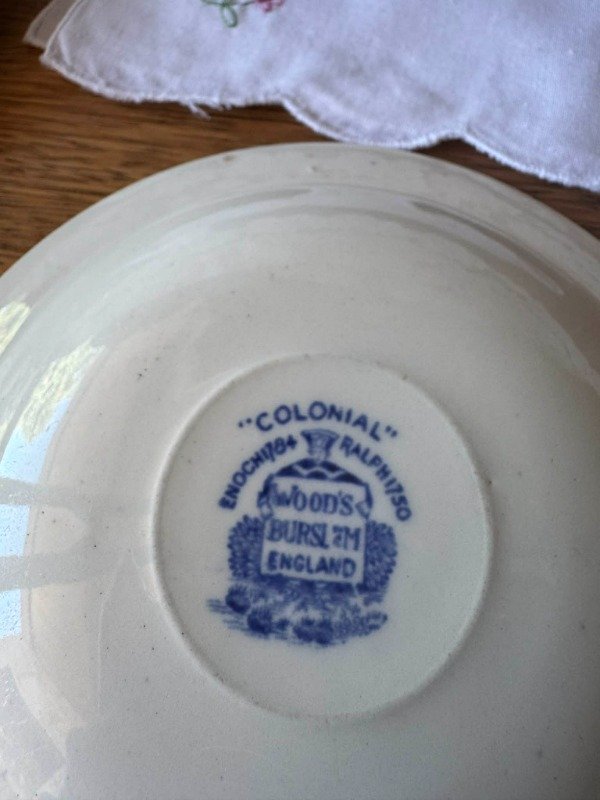 "COLONIAL"
ENOCH 1784 RALPH 1750
WOOD'S
BURSLEM
ENGLAND